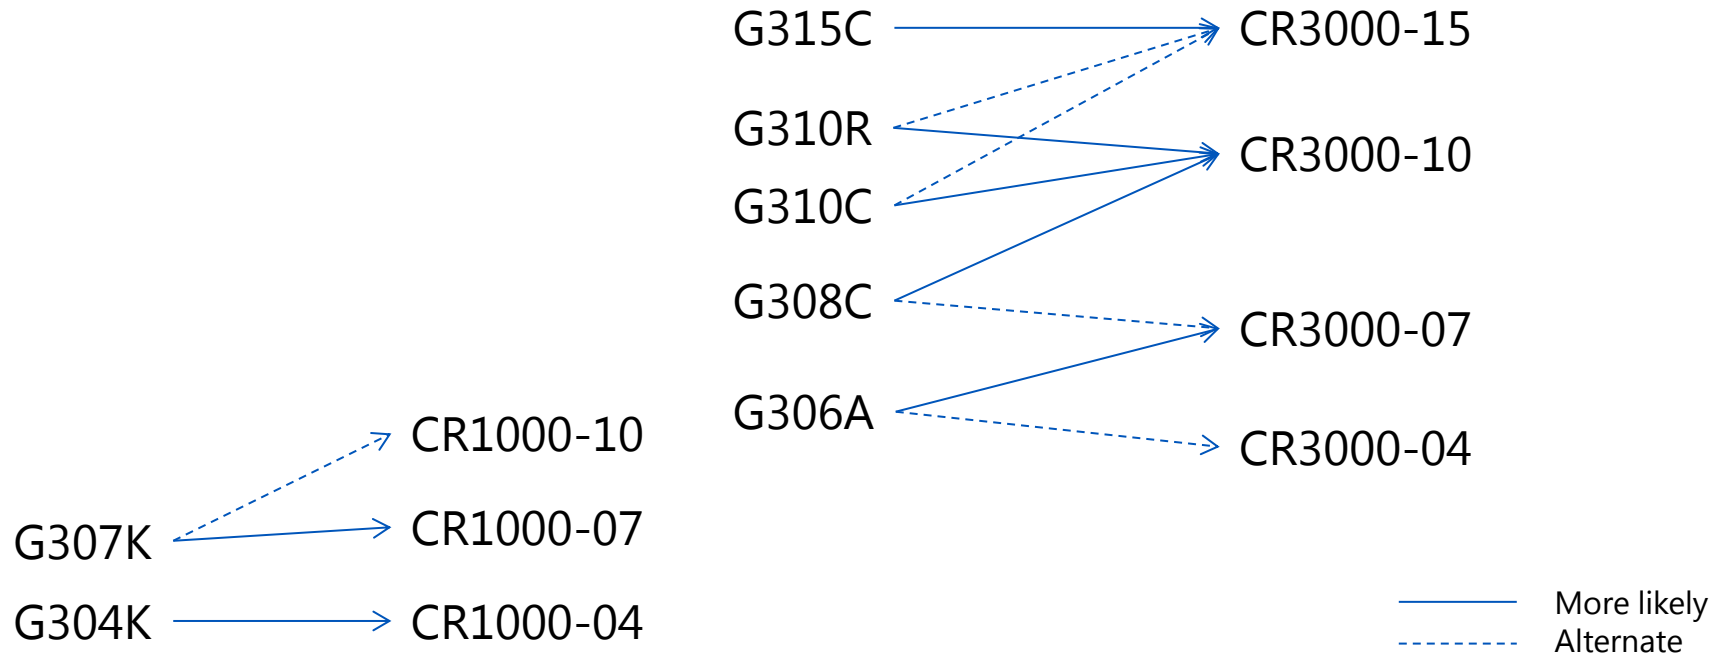 G315C
CR3000-15
G310R
CR3000-10
G310C
G308C
CR3000-07
G306A
CR3000-04
CR1000-10
G307K
CR1000-07
G304K
CR1000-04
More likely
Alternate